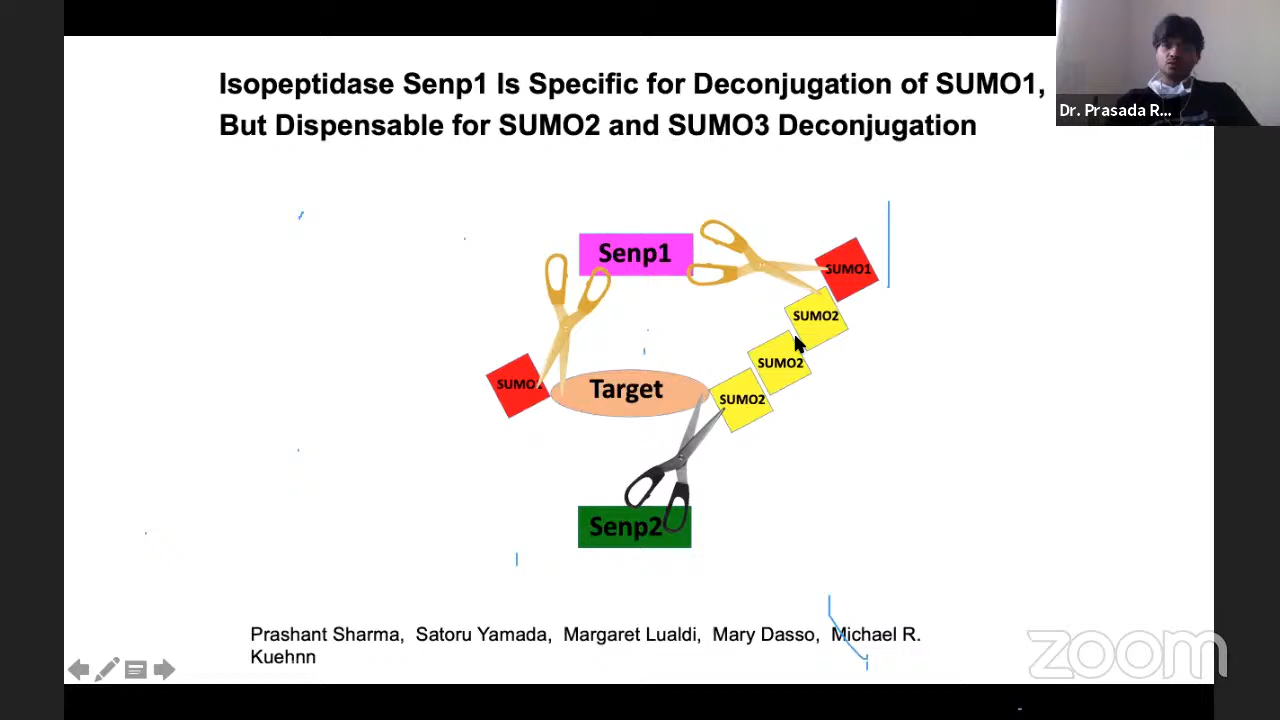 Isopeptidase Senp1 Is Specific for Deconjugation of SUMO1,
But Dispensable for SUMO2 and SUMO3 Deconjugation
Dr. Prasada R...
Senp1
SUMO1
SUMO2
SUMO2
SUMO2
SUMO1
Target
Senp2
Prashant Sharma, Satoru Yamada, Margaret Lualdi, Mary Dasso, Michael R.
Kuehnn
zoom